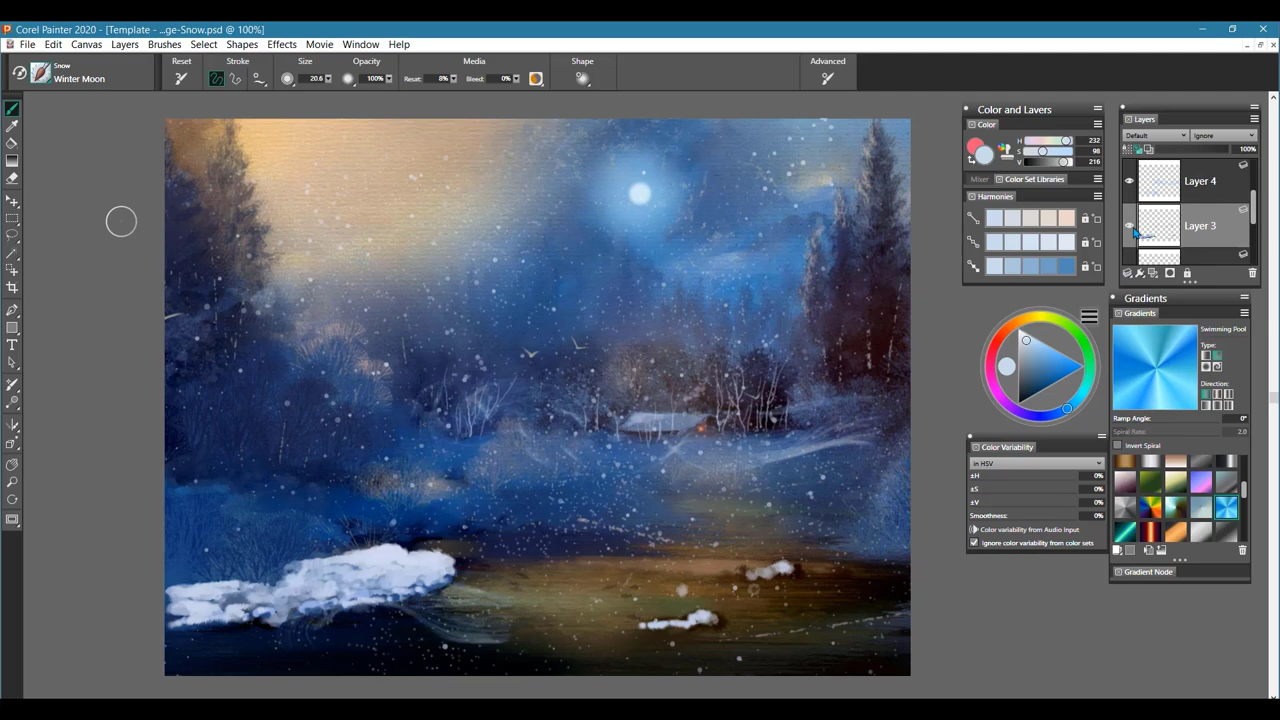 Corel Painter 2020 - [Template - ...ge-Snow.psd @ 100%]
File Edit Canvas Layers Brushes Select Shapes Effects Movie Window Help
Snow
Winter Moon
Reset Stroke Size Opacity Media Shape Advanced
20.6 100% Resat: 8% Bleed: 0%
Color and Layers
Color
H 232
S 98
V 216
Mixer Color Set Libraries
Harmonies
Layers
Default Ignore
100%
Layer 4
Layer 3
Gradients
Gradients
Swimming Pool
Type:
Direction:
Ramp Angle: 0°
Spiral Rate: 2.0
Invert Spiral
Gradient Node
Color Variability
in HSV
±H 0%
±S 0%
±V 0%
Smoothness: 0%
Color variability from Audio Input
Ignore color variability from color sets
T